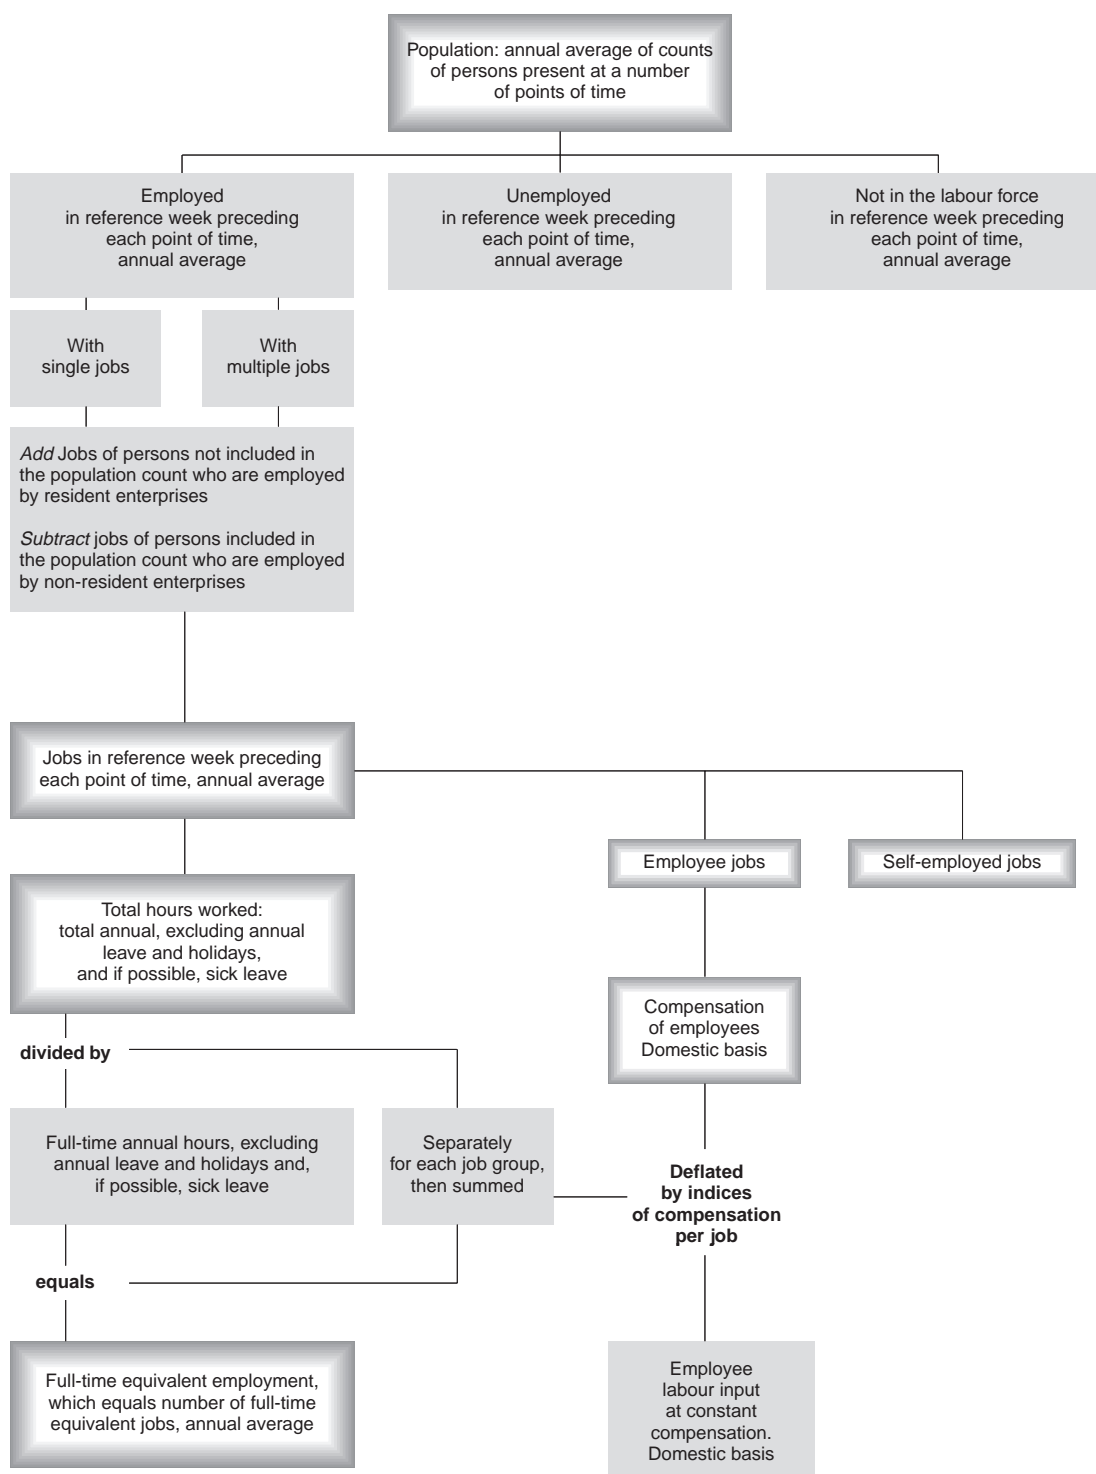 Population: annual average of counts
of persons present at a number
of points of time
Employed
in reference week preceding
each point of time,
annual average
Unemployed
in reference week preceding
each point of time,
annual average
Not in the labour force
in reference week preceding
each point of time,
annual average
With
single jobs
With
multiple jobs
Add Jobs of persons not included in
the population count who are employed
by resident enterprises
Subtract jobs of persons included in
the population count who are employed
by non-resident enterprises
Jobs in reference week preceding
each point of time, annual average
Employee jobs
Self-employed jobs
Total hours worked:
total annual, excluding annual
leave and holidays,
and if possible, sick leave
Compensation
of employees
Domestic basis
divided by
Full-time annual hours, excluding
annual leave and holidays and,
if possible, sick leave
Separately
for each job group,
then summed
Deflated
by indices
of compensation
per job
equals
Full-time equivalent employment,
which equals number of full-time
equivalent jobs, annual average
Employee
labour input
at constant
compensation.
Domestic basis